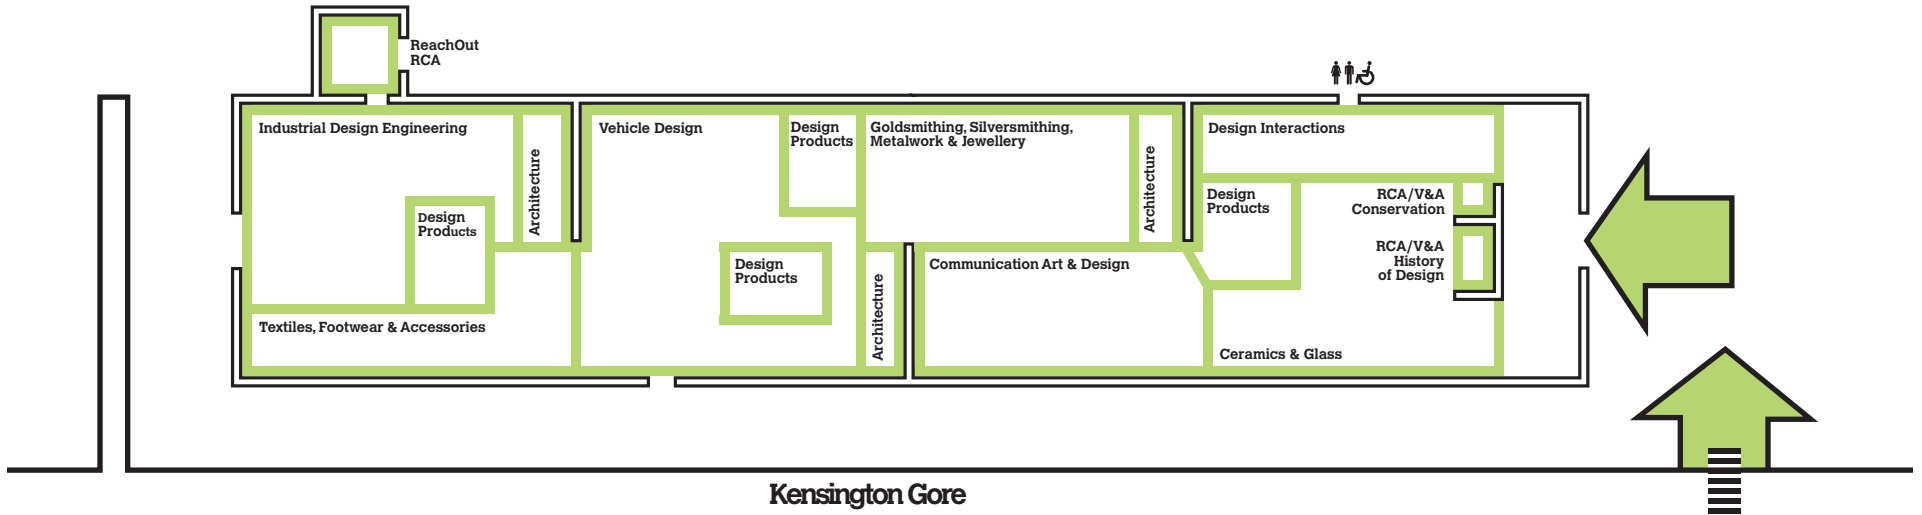 ReachOut
RCA
Industrial Design Engineering
Architecture
Design
Products
Textiles, Footwear & Accessories
Vehicle Design
Design
Products
Design
Products
Architecture
Goldsmithing, Silversmithing,
Metalwork & Jewellery
Architecture
Communication Art & Design
Design Interactions
Design
Products
RCA/V&A
Conservation
RCA/V&A
History
of Design
Ceramics & Glass
Kensington Gore